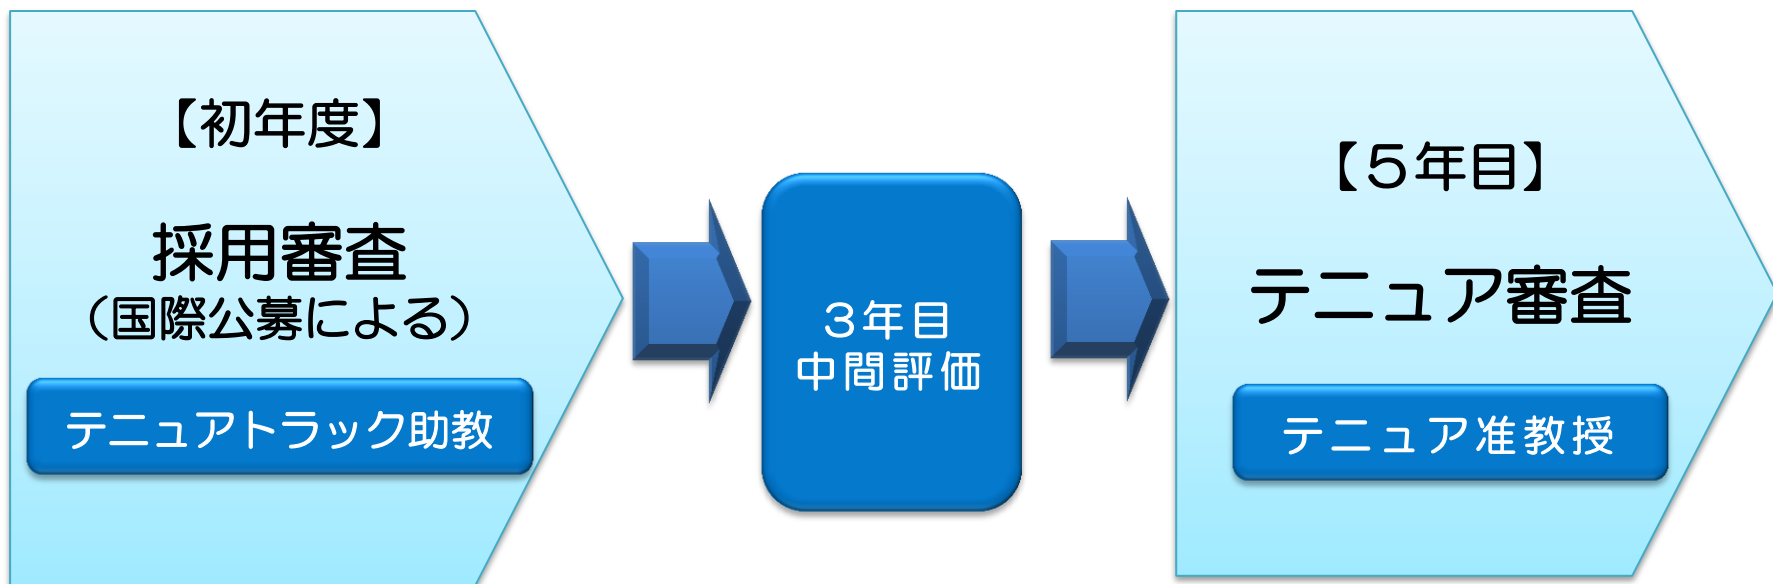 【初年度】
採用審査
（国際公募による）
テニュアトラック助教
３年目
中間評価
【５年目】
テニュア審査
テニュア准教授